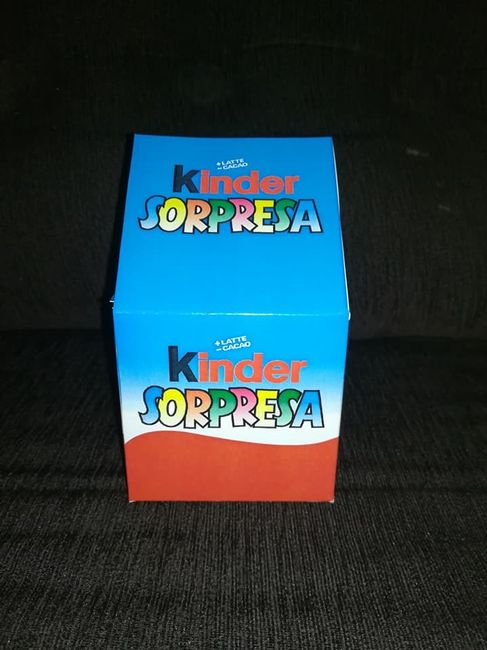 + LATTE
- CACAO
Kinder
SORPRESA
+ LATTE
- CACAO
Kinder
SORPRESA